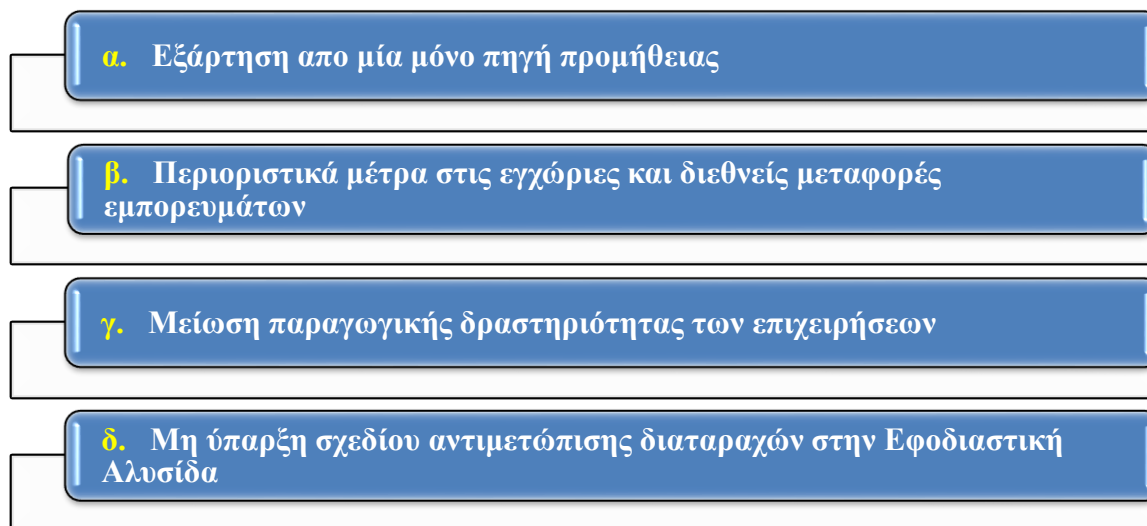 α. Εξάρτηση απο μία μόνο πηγή προμήθειας
β. Περιοριστικά μέτρα στις εγχώριες και διεθνείς μεταφορές
εμπορευμάτων
γ. Μείωση παραγωγικής δραστηριότητας των επιχειρήσεων
δ. Μη ύπαρξη σχεδίου αντιμετώπισης διαταραχών στην Εφοδιαστική
Αλυσίδα